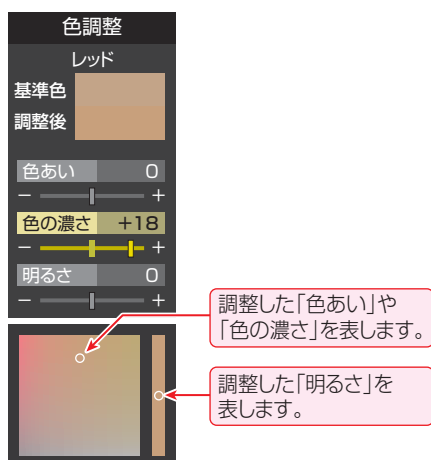 色調整
レッド
基準色
調整後
色あい 0
− +
色の濃さ +18
− +
明るさ 0
− +
調整した「色あい」や
「色の濃さ」を表します。
調整した「明るさ」を
表します。